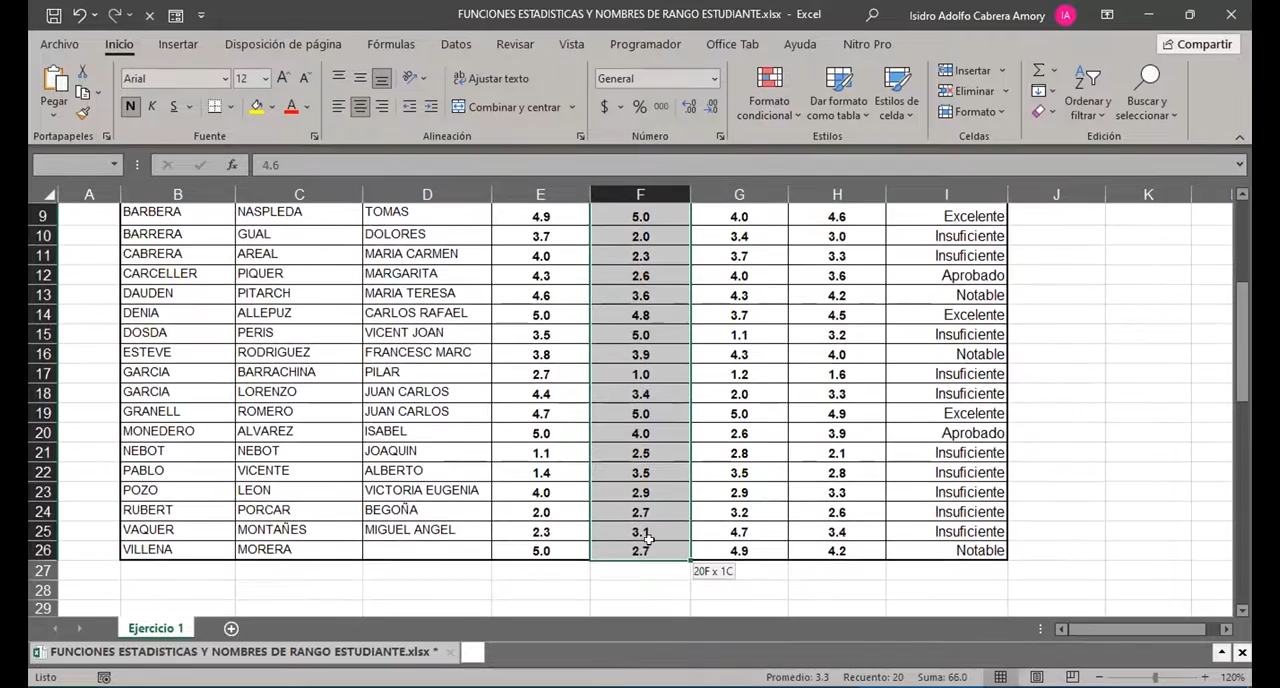 FUNCIONES ESTADISTICAS Y NOMBRES DE RANGO ESTUDIANTE.xlsx - Excel
Isidro Adolfo Cabrera Amory
IA
Archivo Inicio Insertar Disposición de página Fórmulas Datos Revisar Vista Programador Office Tab Ayuda Nitro Pro
Compartir
Pegar
Arial 12
N K S
Ajustar texto
Combinar y centrar
General
$ % 000
Formato condicional
Dar formato como tabla
Estilos de celda
Insertar
Eliminar
Formato
Ordenar y filtrar
Buscar y seleccionar
Portapapeles Fuente Alineación Número Estilos Celdas Edición
fx 4.6
A B C D E F G H I J K
9 BARBERA NASPLEDA TOMAS 4.9 5.0 4.0 4.6 Excelente
10 BARRERA GUAL DOLORES 3.7 2.0 3.4 3.0 Insuficiente
11 CABRERA AREAL MARIA CARMEN 4.0 2.3 3.7 3.3 Insuficiente
12 CARCELLER PIQUER MARGARITA 4.3 2.6 4.0 3.6 Aprobado
13 DAUDEN PITARCH MARIA TERESA 4.6 3.6 4.3 4.2 Notable
14 DENIA ALLEPUZ CARLOS RAFAEL 5.0 4.8 3.7 4.5 Excelente
15 DOSDA PERIS VICENT JOAN 3.5 5.0 1.1 3.2 Insuficiente
16 ESTEVE RODRIGUEZ FRANCESC MARC 3.8 3.9 4.3 4.0 Notable
17 GARCIA BARRACHINA PILAR 2.7 1.0 1.2 1.6 Insuficiente
18 GARCIA LORENZO JUAN CARLOS 4.4 3.4 2.0 3.3 Insuficiente
19 GRANELL ROMERO JUAN CARLOS 4.7 5.0 5.0 4.9 Excelente
20 MONEDERO ALVAREZ ISABEL 5.0 4.0 2.6 3.9 Aprobado
21 NEBOT NEBOT JOAQUIN 1.1 2.5 2.8 2.1 Insuficiente
22 PABLO VICENTE ALBERTO 1.4 3.5 3.5 2.8 Insuficiente
23 POZO LEON VICTORIA EUGENIA 4.0 2.9 2.9 3.3 Insuficiente
24 RUBERT PORCAR BEGOÑA 2.0 2.7 3.2 2.6 Insuficiente
25 VAQUER MONTAÑES MIGUEL ANGEL 2.3 3.1 4.7 3.4 Insuficiente
26 VILLENA MORERA 5.0 2.7 4.9 4.2 Notable
27 20F x 1C
28
29
Ejercicio 1
FUNCIONES ESTADISTICAS Y NOMBRES DE RANGO ESTUDIANTE.xlsx *
Listo Promedio: 3.3 Recuento: 20 Suma: 66.0 120%